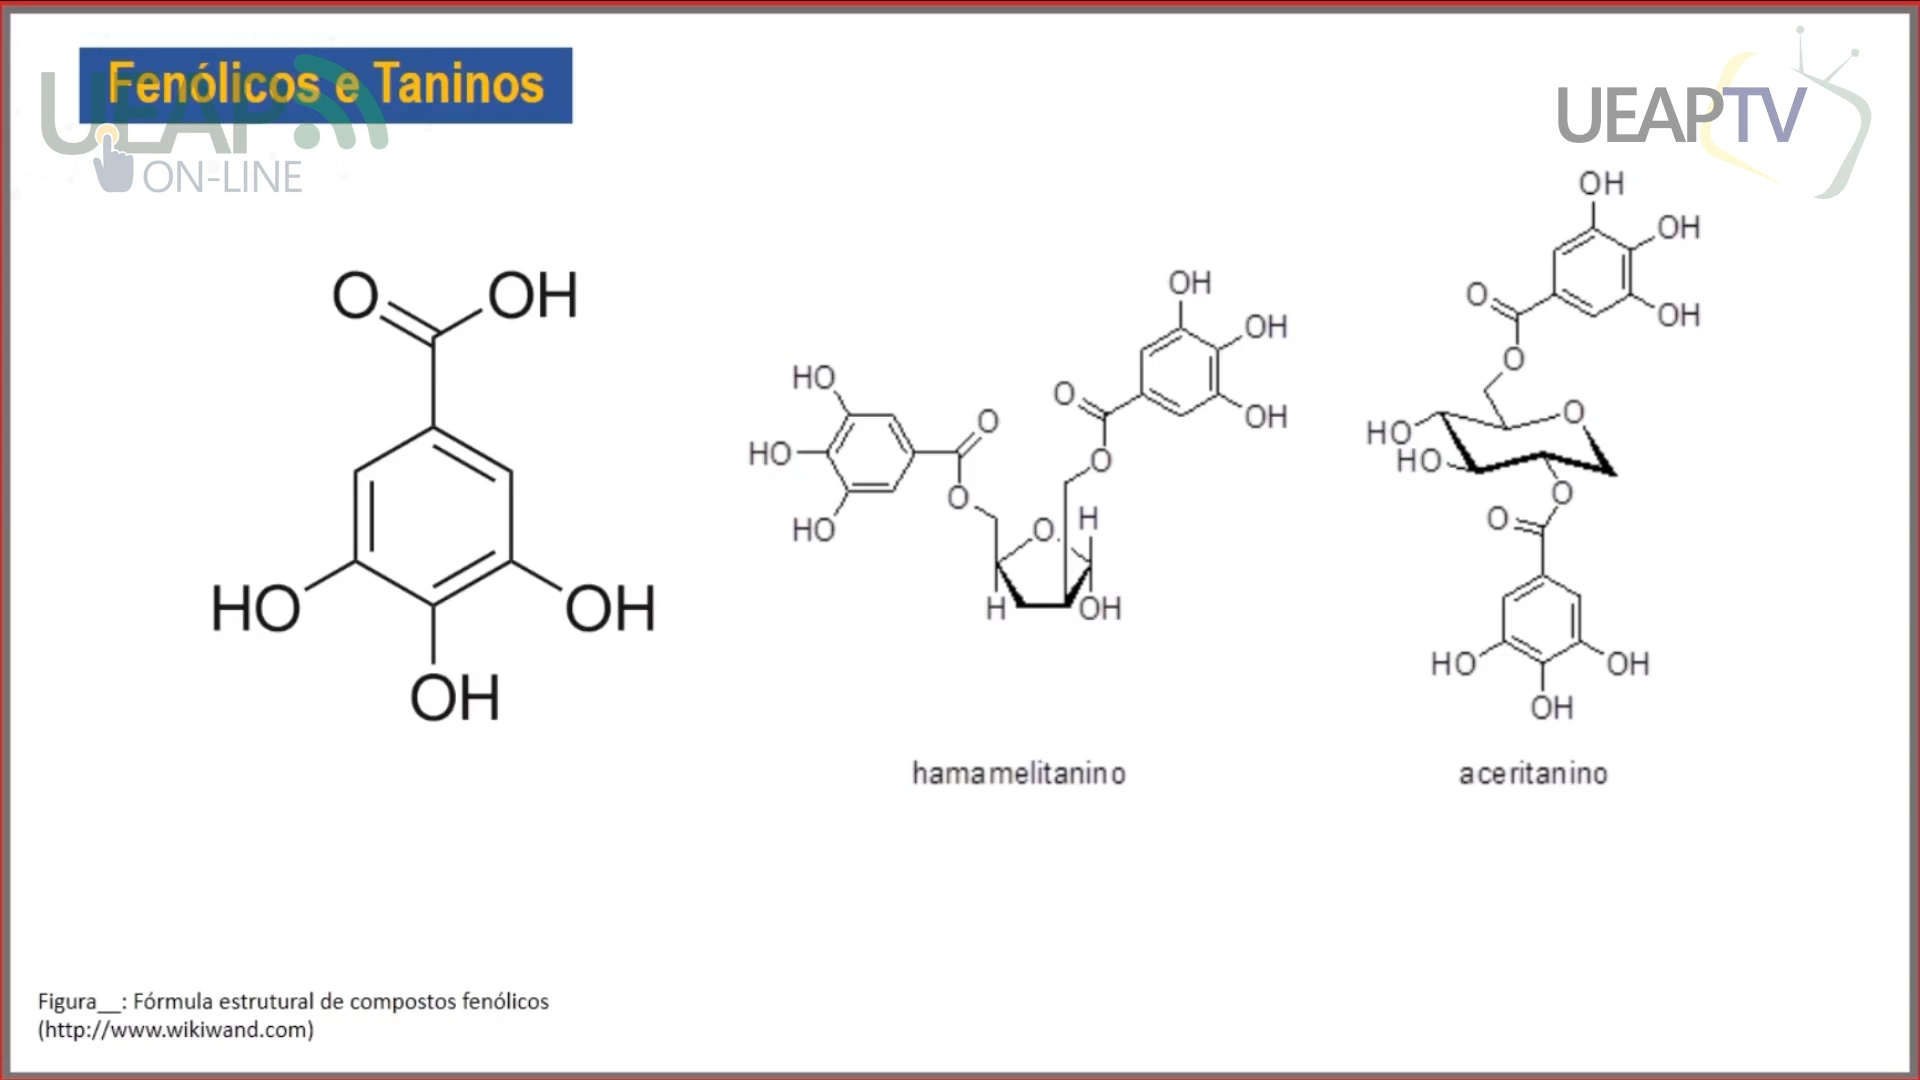 Fenólicos e Taninos
UEAP
ON-LINE
UEAPTV
O
OH
HO
OH
OH
HO
HO
HO
O
O
O
O
OH
OH
OH
O
H
H
OH
hamamelitanino
OH
OH
OH
O
O
O
HO
HO
O
O
HO
OH
OH
aceritanino
Figura__: Fórmula estrutural de compostos fenólicos
(http://www.wikiwand.com)